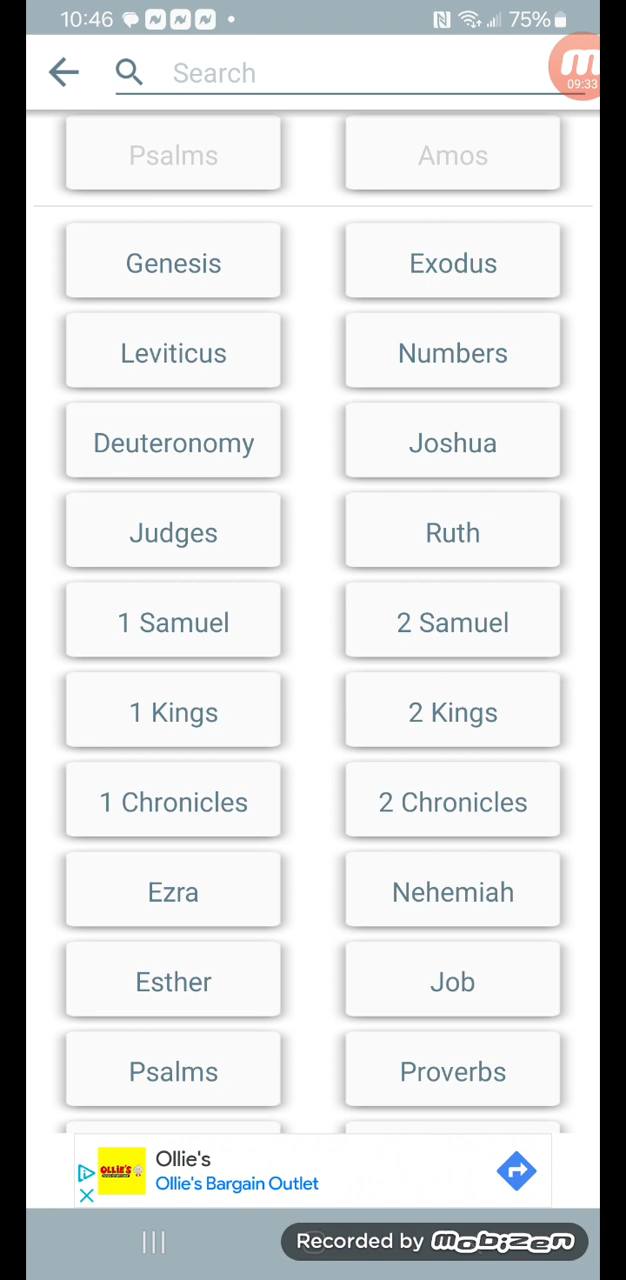 10:46 75%
Search
09:33
Psalms Amos
Genesis Exodus
Leviticus Numbers
Deuteronomy Joshua
Judges Ruth
1 Samuel 2 Samuel
1 Kings 2 Kings
1 Chronicles 2 Chronicles
Ezra Nehemiah
Esther Job
Psalms Proverbs
OLLIE'S
Ollie's
Ollie's Bargain Outlet
Recorded by mobizen